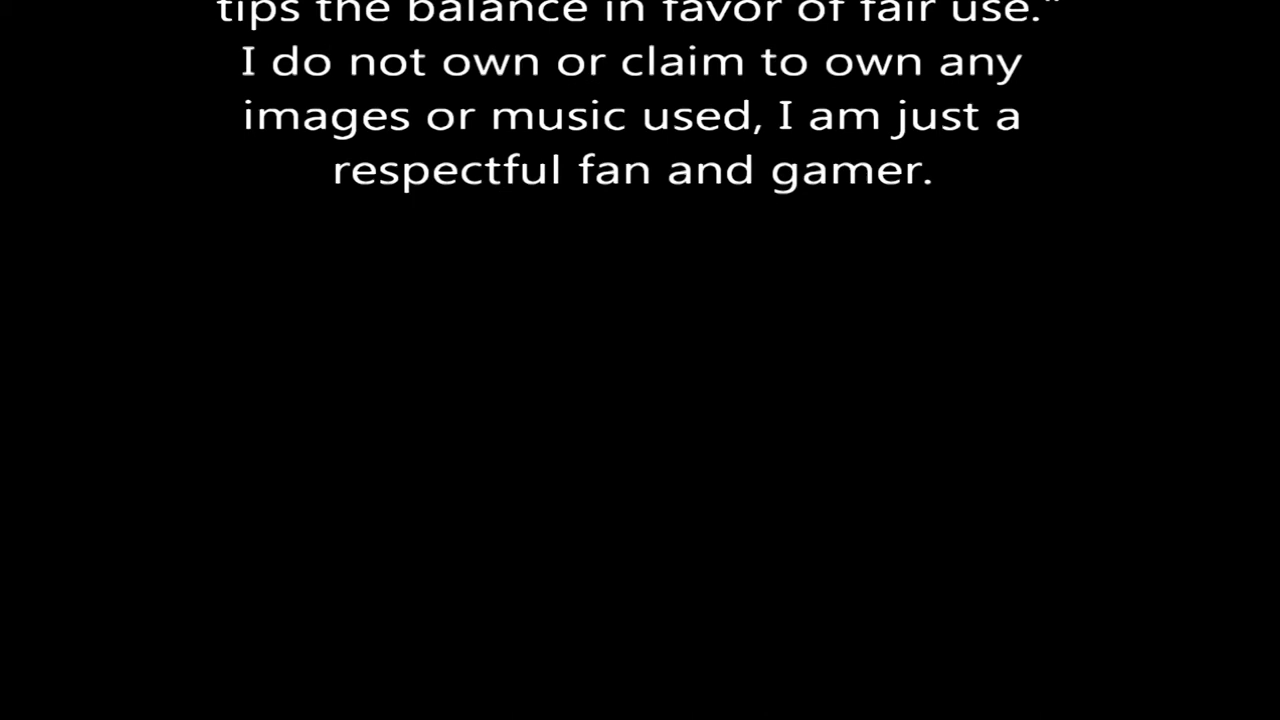 tips the balance in favor of fair use."
I do not own or claim to own any
images or music used, I am just a
respectful fan and gamer.